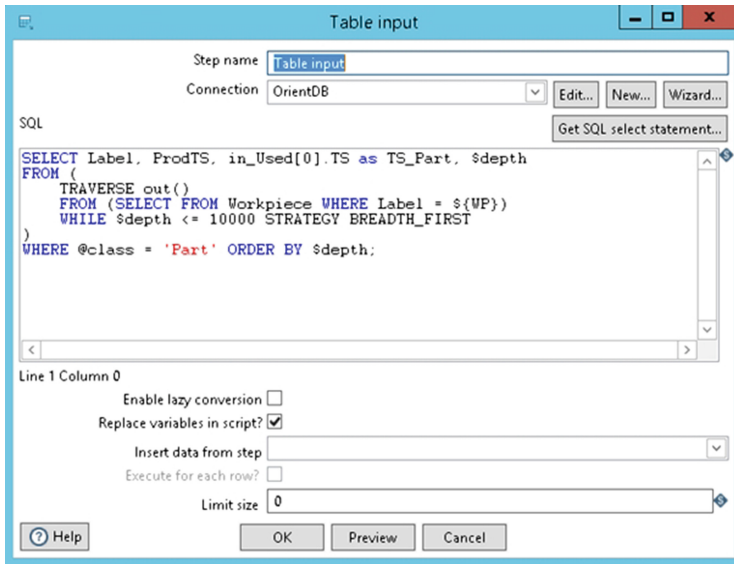 Table input
Step name Table input
Connection OrientDB Edit... New... Wizard...
SQL Get SQL select statement...
SELECT Label, ProdTS, in_Used[0].TS as TS_Part, $depth
FROM (
    TRAVERSE out()
    FROM (SELECT FROM Workpiece WHERE Label = ${WP})
    WHILE $depth <= 10000 STRATEGY BREADTH_FIRST
)
WHERE @class = 'Part' ORDER BY $depth;
Line 1 Column 0
Enable lazy conversion
Replace variables in script?
Insert data from step
Execute for each row?
Limit size 0
Help OK Preview Cancel